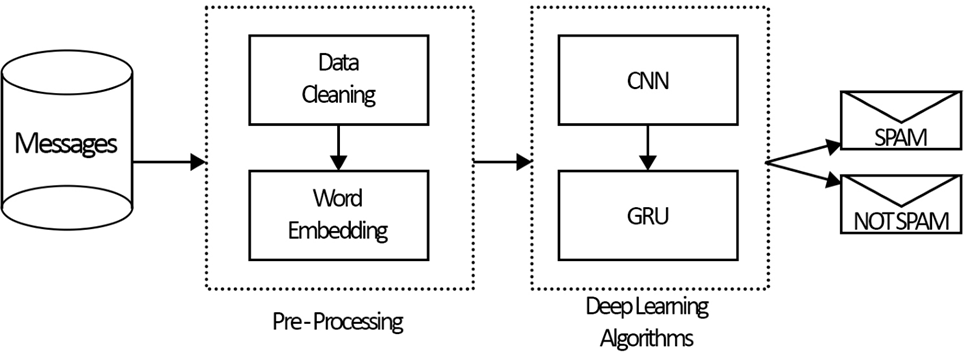 Messages
Data
Cleaning
Word
Embedding
Pre - Processing
CNN
GRU
Deep Learning
Algorithms
SPAM
NOT SPAM